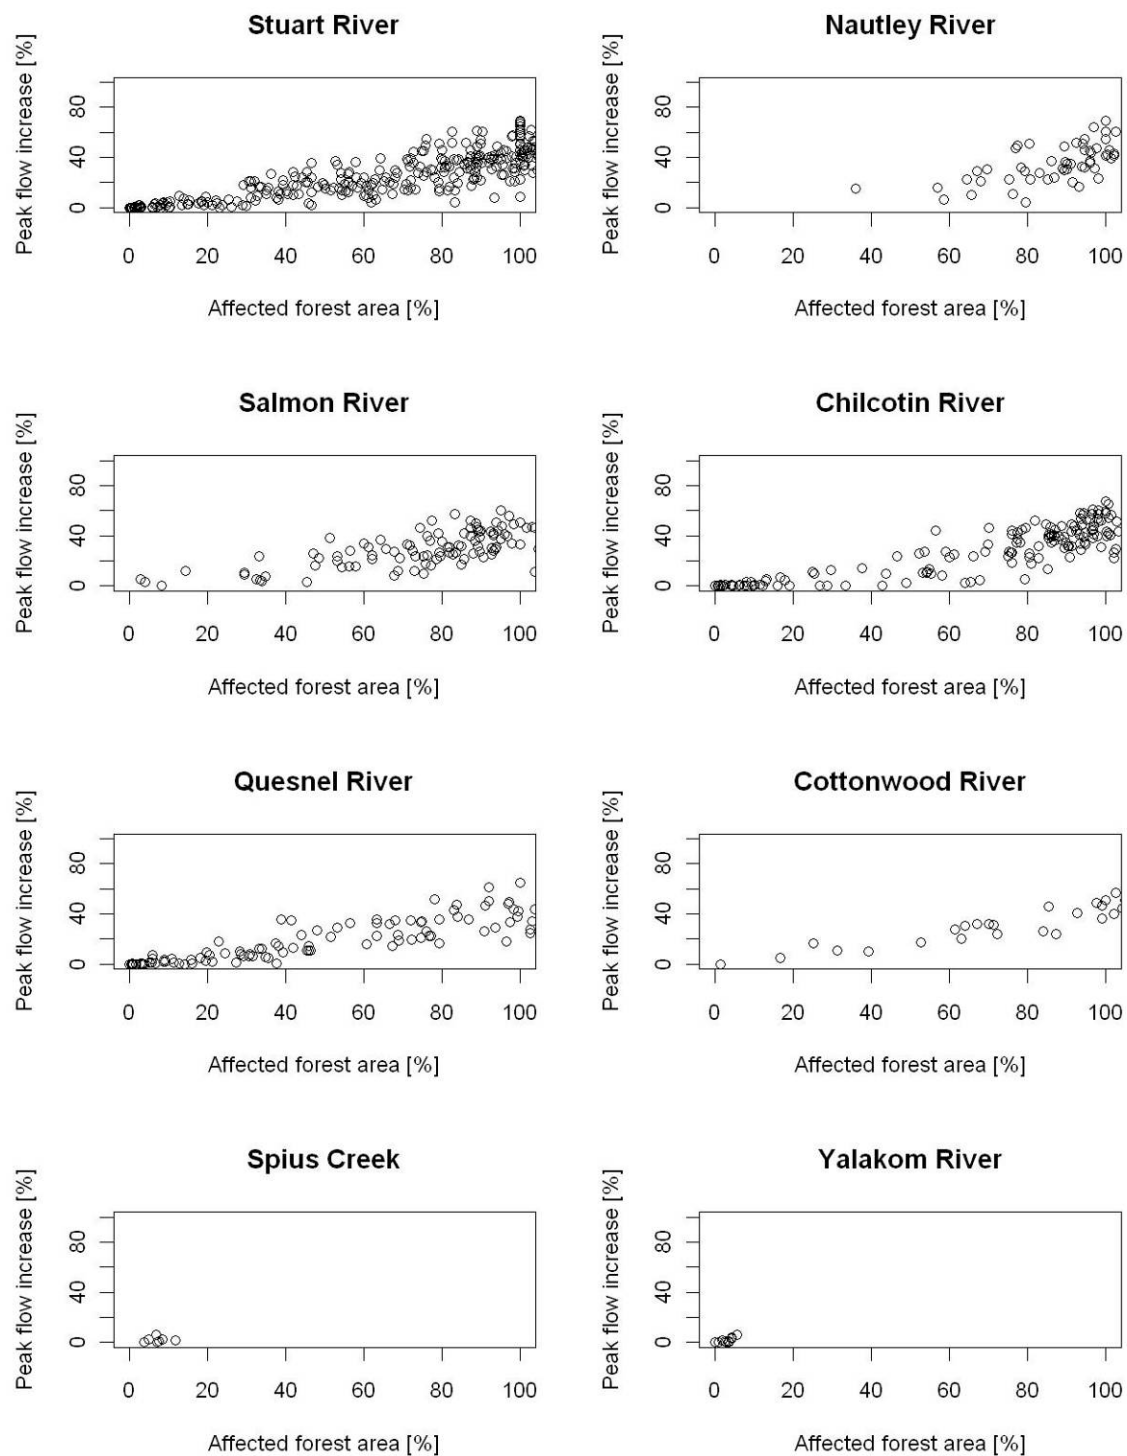 Stuart River
Peak flow increase [%]
0 40 80
0 20 40 60 80 100
Affected forest area [%]
Nautley River
Peak flow increase [%]
0 40 80
0 20 40 60 80 100
Affected forest area [%]
Salmon River
Peak flow increase [%]
0 40 80
0 20 40 60 80 100
Affected forest area [%]
Chilcotin River
Peak flow increase [%]
0 40 80
0 20 40 60 80 100
Affected forest area [%]
Quesnel River
Peak flow increase [%]
0 40 80
0 20 40 60 80 100
Affected forest area [%]
Cottonwood River
Peak flow increase [%]
0 40 80
0 20 40 60 80 100
Affected forest area [%]
Spius Creek
Peak flow increase [%]
0 40 80
0 20 40 60 80 100
Affected forest area [%]
Yalakom River
Peak flow increase [%]
0 40 80
0 20 40 60 80 100
Affected forest area [%]